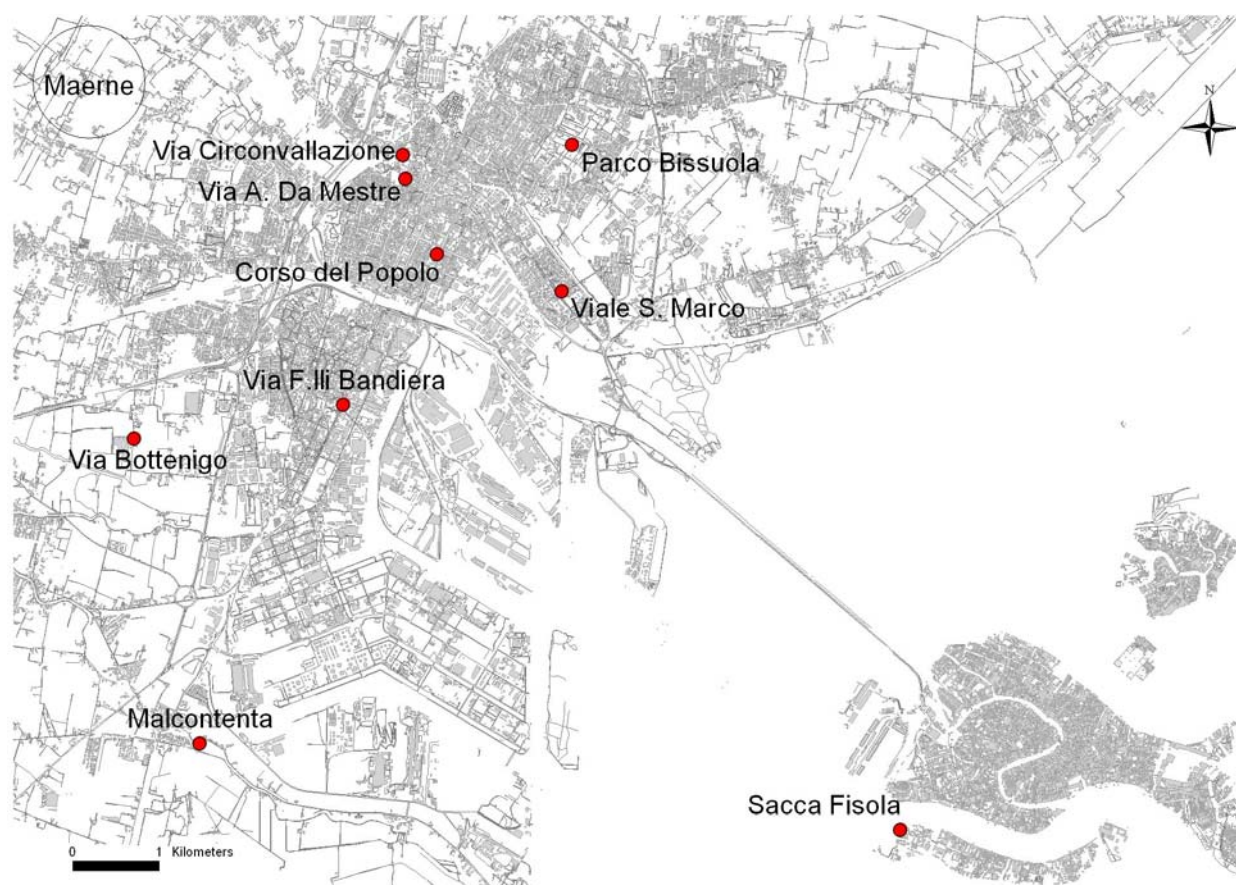 Maerne
N
Via Circonvallazione
Parco Bissuola
Via A. Da Mestre
Corso del Popolo
Viale S. Marco
Via F.lli Bandiera
Via Bottenigo
Malcontenta
Sacca Fisola
0 1 Kilometers